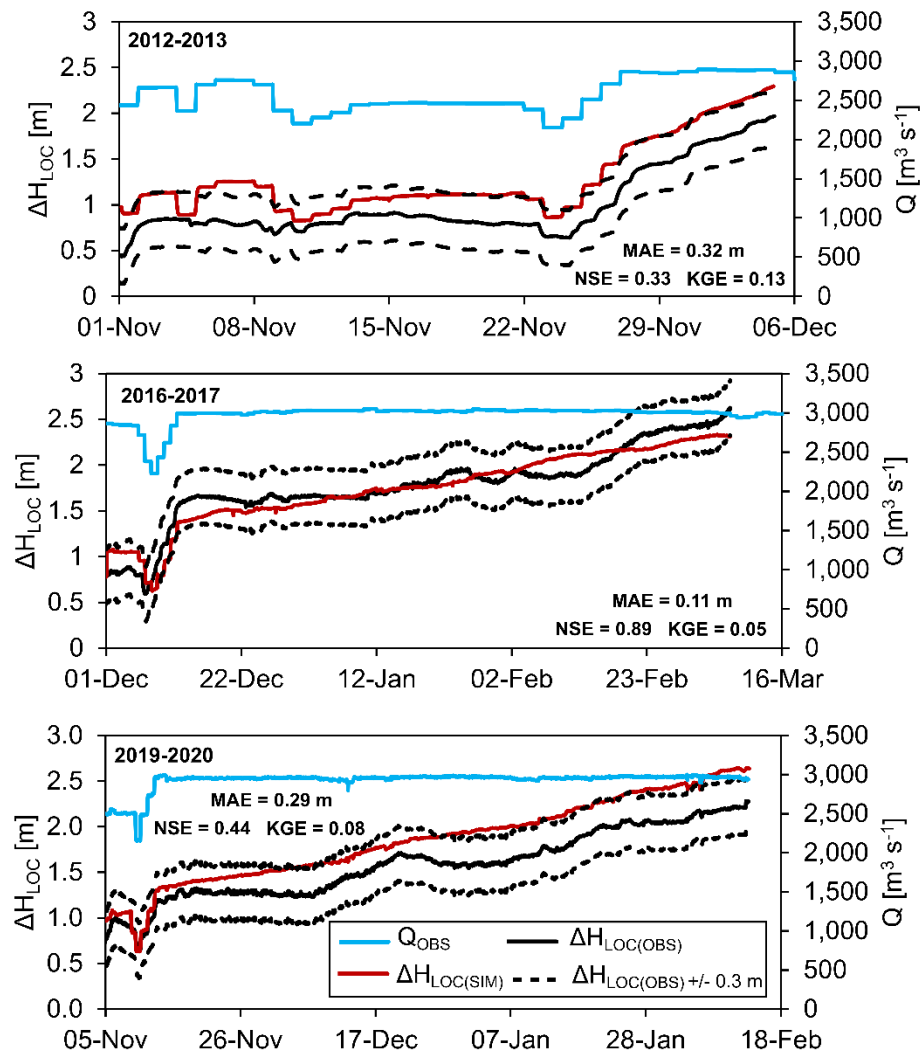 2012-2013
3
2.5
2
1.5
1
0.5
0
ΔH_LOC [m]
3,500
3,000
2,500
2,000
1,500
1,000
500
0
Q [m³ s⁻¹]
MAE = 0.32 m
NSE = 0.33 KGE = 0.13
01-Nov 08-Nov 15-Nov 22-Nov 29-Nov 06-Dec
2016-2017
3
2.5
2
1.5
1
0.5
0
ΔH_LOC [m]
3,500
3,000
2,500
2,000
1,500
1,000
500
0
Q [m³ s⁻¹]
MAE = 0.11 m
NSE = 0.89 KGE = 0.05
01-Dec 22-Dec 12-Jan 02-Feb 23-Feb 16-Mar
2019-2020
3.0
2.5
2.0
1.5
1.0
0.5
0.0
ΔH_LOC [m]
3,500
3,000
2,500
2,000
1,500
1,000
500
0
Q [m³ s⁻¹]
MAE = 0.29 m
NSE = 0.44 KGE = 0.08
Q_OBS ΔH_LOC(OBS)
ΔH_LOC(SIM) ΔH_LOC(OBS) +/- 0.3 m
05-Nov 26-Nov 17-Dec 07-Jan 28-Jan 18-Feb